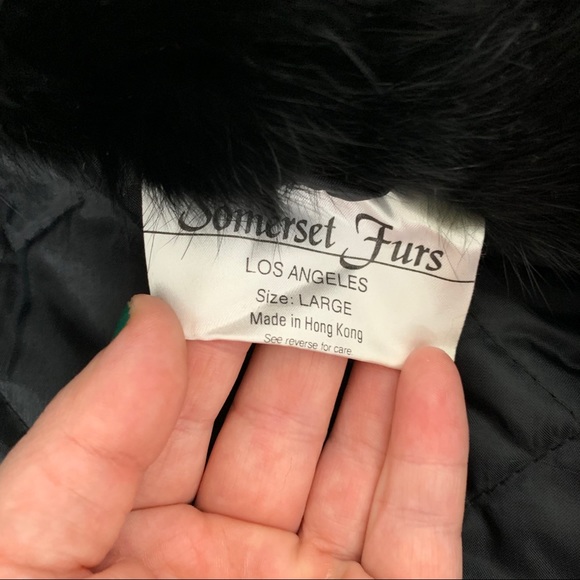 Somerset Furs
LOS ANGELES
Size: LARGE
Made in Hong Kong
See reverse for care